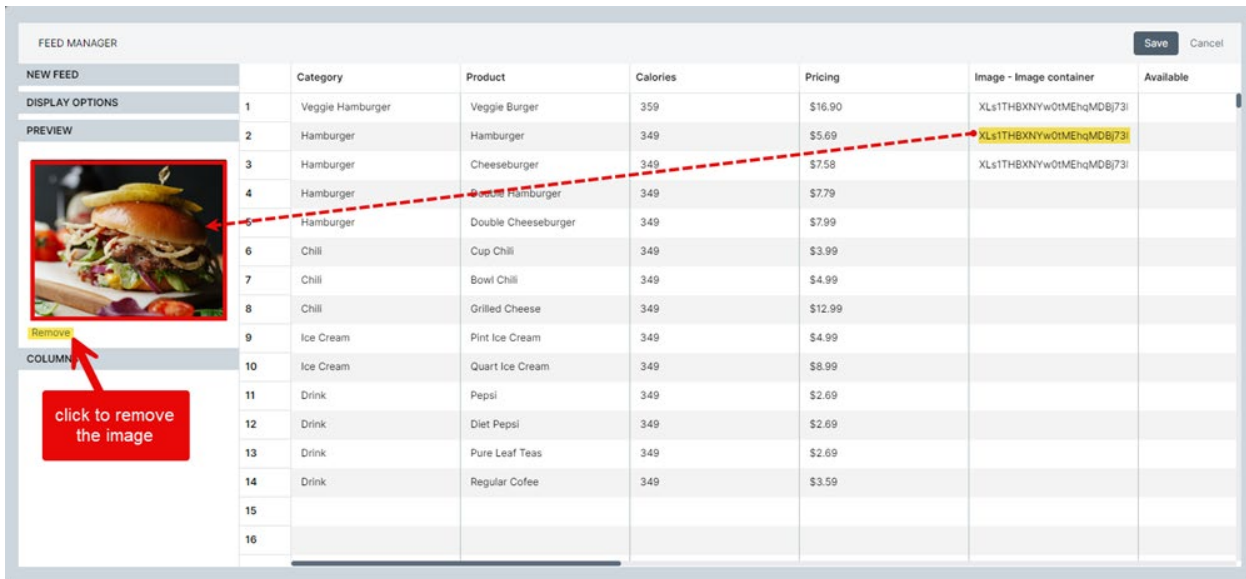 FEED MANAGER
Save Cancel
NEW FEED
DISPLAY OPTIONS
PREVIEW
Remove
COLUMN
click to remove
the image
Category Product Calories Pricing Image - Image container Available
1 Veggie Hamburger Veggie Burger 359 $16.90 XLs1THBXNYw0tMEhqMDBj73l
2 Hamburger Hamburger 349 $5.69 XLs1THBXNYw0tMEhqMDBj73l
3 Hamburger Cheeseburger 349 $7.58 XLs1THBXNYw0tMEhqMDBj73l
4 Hamburger Double Hamburger 349 $7.79
5 Hamburger Double Cheeseburger 349 $7.99
6 Chili Cup Chili 349 $3.99
7 Chili Bowl Chili 349 $4.99
8 Chili Grilled Cheese 349 $12.99
9 Ice Cream Pint Ice Cream 349 $4.99
10 Ice Cream Quart Ice Cream 349 $8.99
11 Drink Pepsi 349 $2.69
12 Drink Diet Pepsi 349 $2.69
13 Drink Pure Leaf Teas 349 $2.69
14 Drink Regular Cofee 349 $3.59
15
16